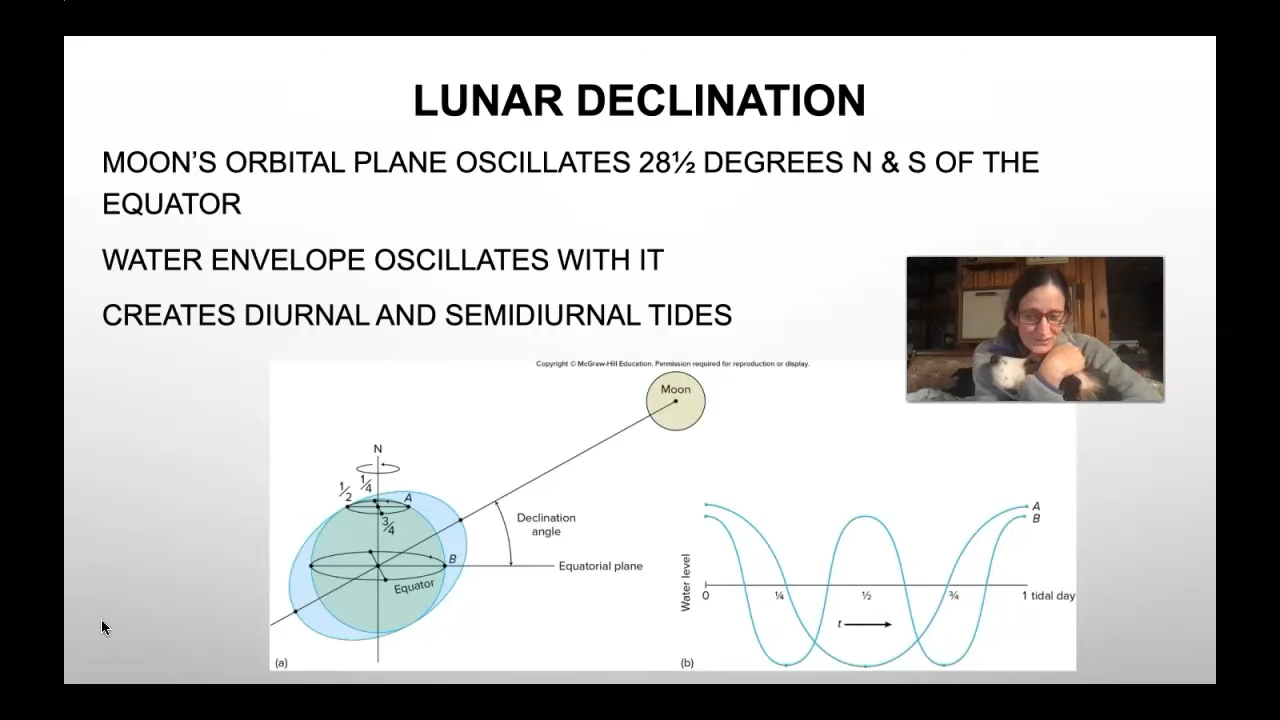 LUNAR DECLINATION
MOON'S ORBITAL PLANE OSCILLATES 28½ DEGREES N & S OF THE
EQUATOR
WATER ENVELOPE OSCILLATES WITH IT
CREATES DIURNAL AND SEMIDIURNAL TIDES
Copyright © McGraw-Hill Education. Permission required for reproduction or display.
Moon
N
1/2
1/4
A
3/4
B
Equator
Declination
angle
Equatorial plane
(a)
A
B
Water level
0
¼
½
¾
1 tidal day
t
(b)